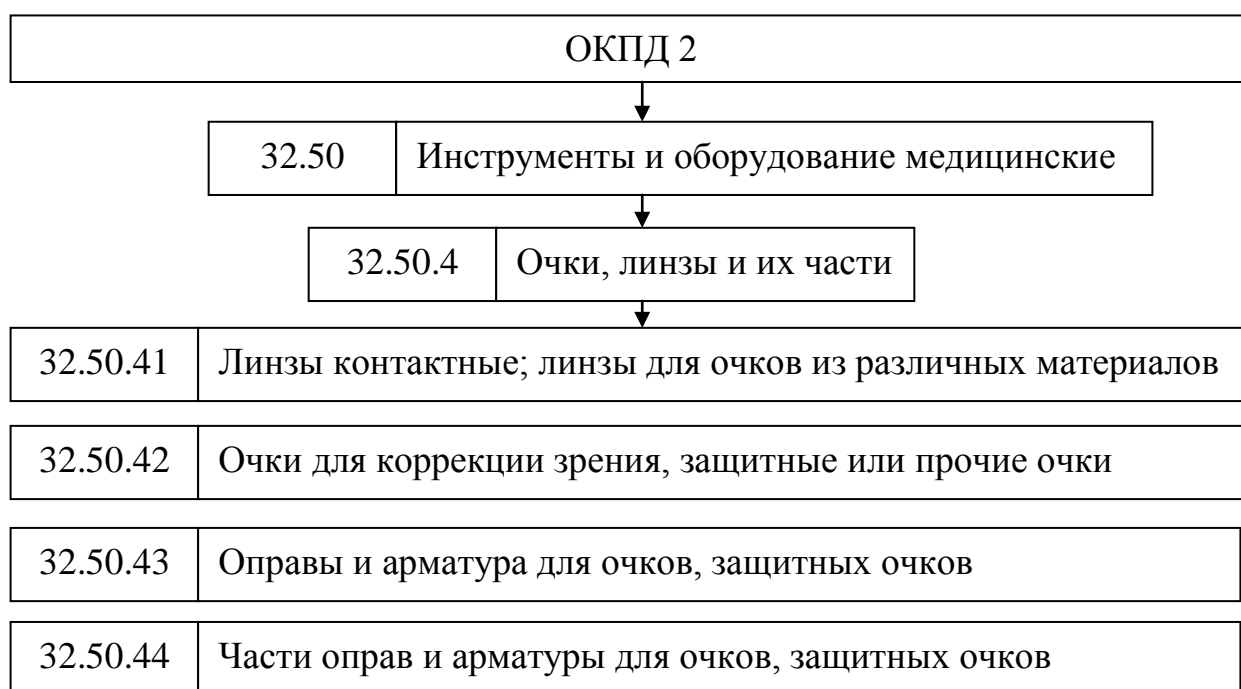 ОКПД 2
32.50 Инструменты и оборудование медицинские
32.50.4 Очки, линзы и их части
32.50.41 Линзы контактные; линзы для очков из различных материалов
32.50.42 Очки для коррекции зрения, защитные или прочие очки
32.50.43 Оправы и арматура для очков, защитных очков
32.50.44 Части оправ и арматуры для очков, защитных очков